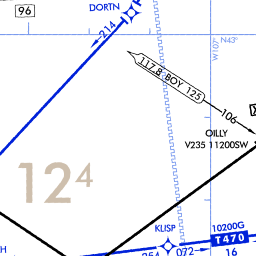 DORTN
96
214
N43°
W107°
117.8 BOY 125
106
OILLY
V235 11200SW
12⁴
KLISP
10200G
T470
H
254
072
16